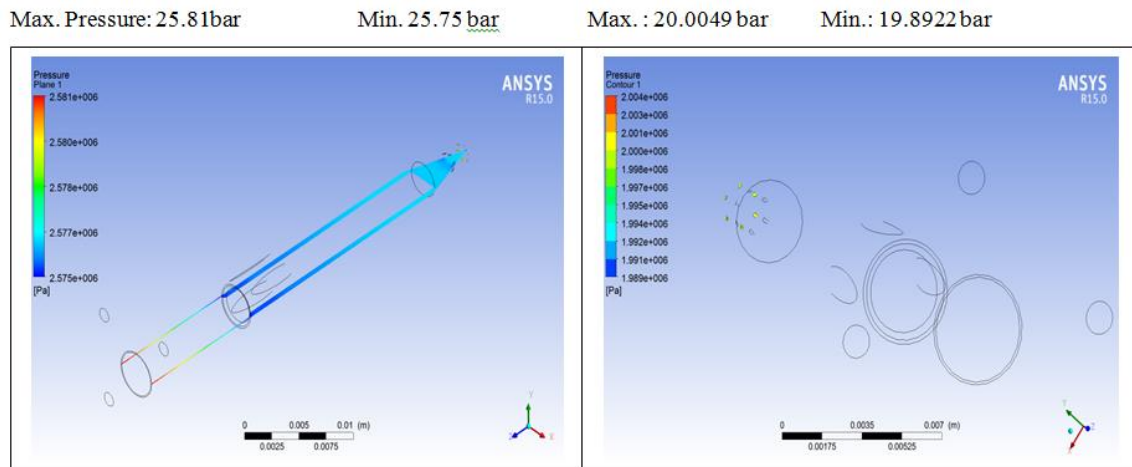 Max. Pressure: 25.81bar Min. 25.75 bar Max. : 20.0049 bar Min.: 19.8922 bar
Pressure
Plane 1
2.581e+006
2.580e+006
2.578e+006
2.577e+006
2.575e+006
[Pa]
ANSYS
R15.0
0 0.005 0.01 (m)
0.0025 0.0075
Y
Z X
Pressure
Contour 1
2.004e+006
2.003e+006
2.001e+006
2.000e+006
1.998e+006
1.997e+006
1.995e+006
1.994e+006
1.992e+006
1.991e+006
1.989e+006
[Pa]
ANSYS
R15.0
0 0.0035 0.007 (m)
0.00175 0.00525
Y
Z
X